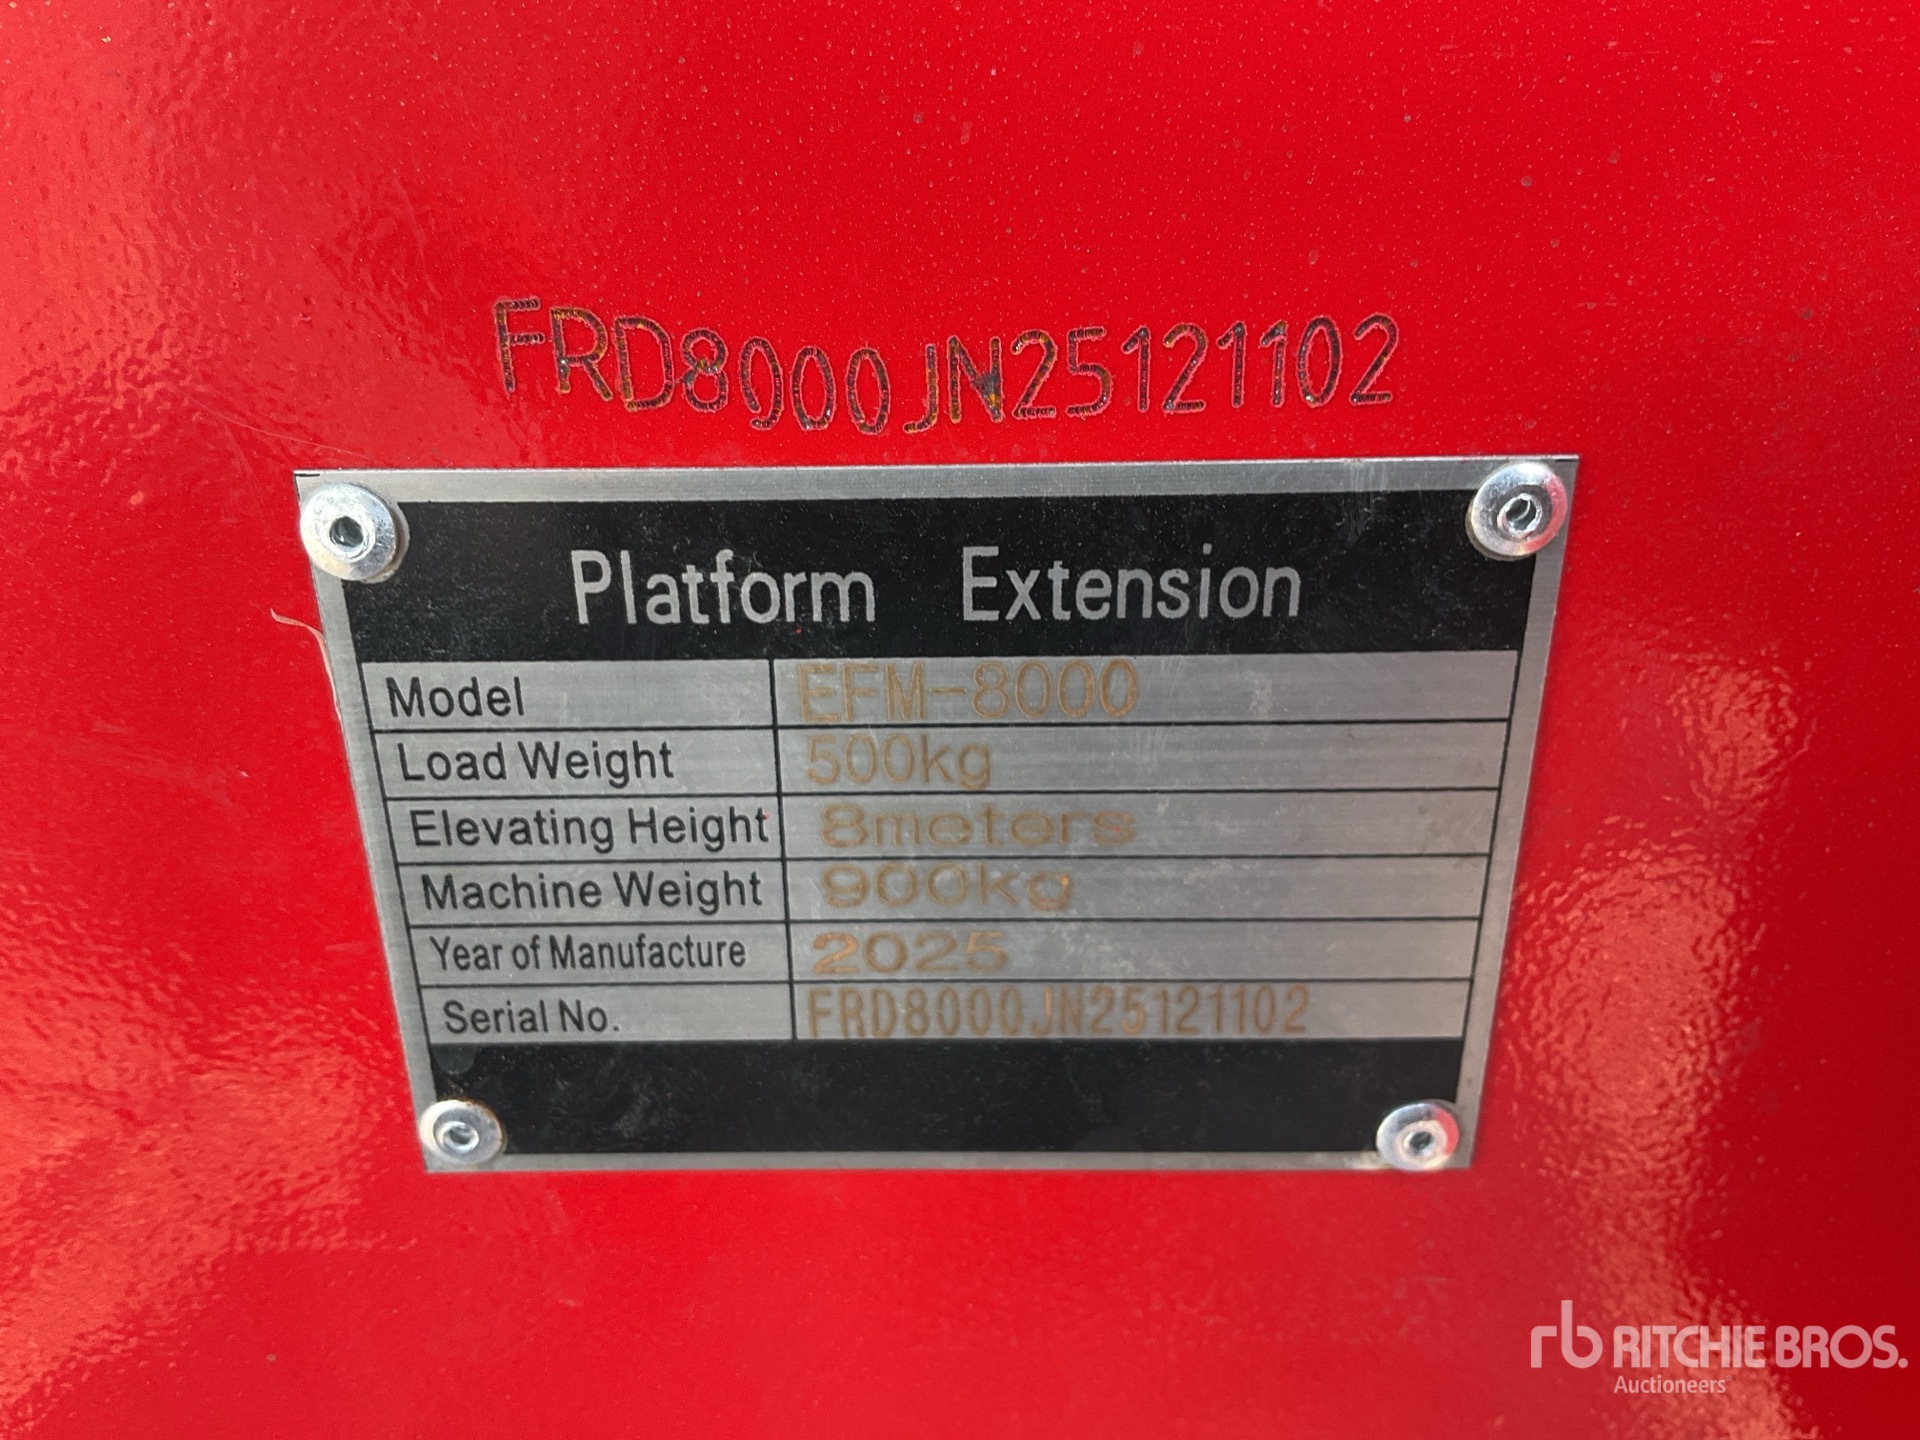 FRD8000JN25121102
Platform Extension
Model EFM-8000
Load Weight 500kg
Elevating Height 8meters
Machine Weight 900kg
Year of Manufacture 2025
Serial No. FRD8000JN25121102
rb RITCHIE BROS.
Auctioneers